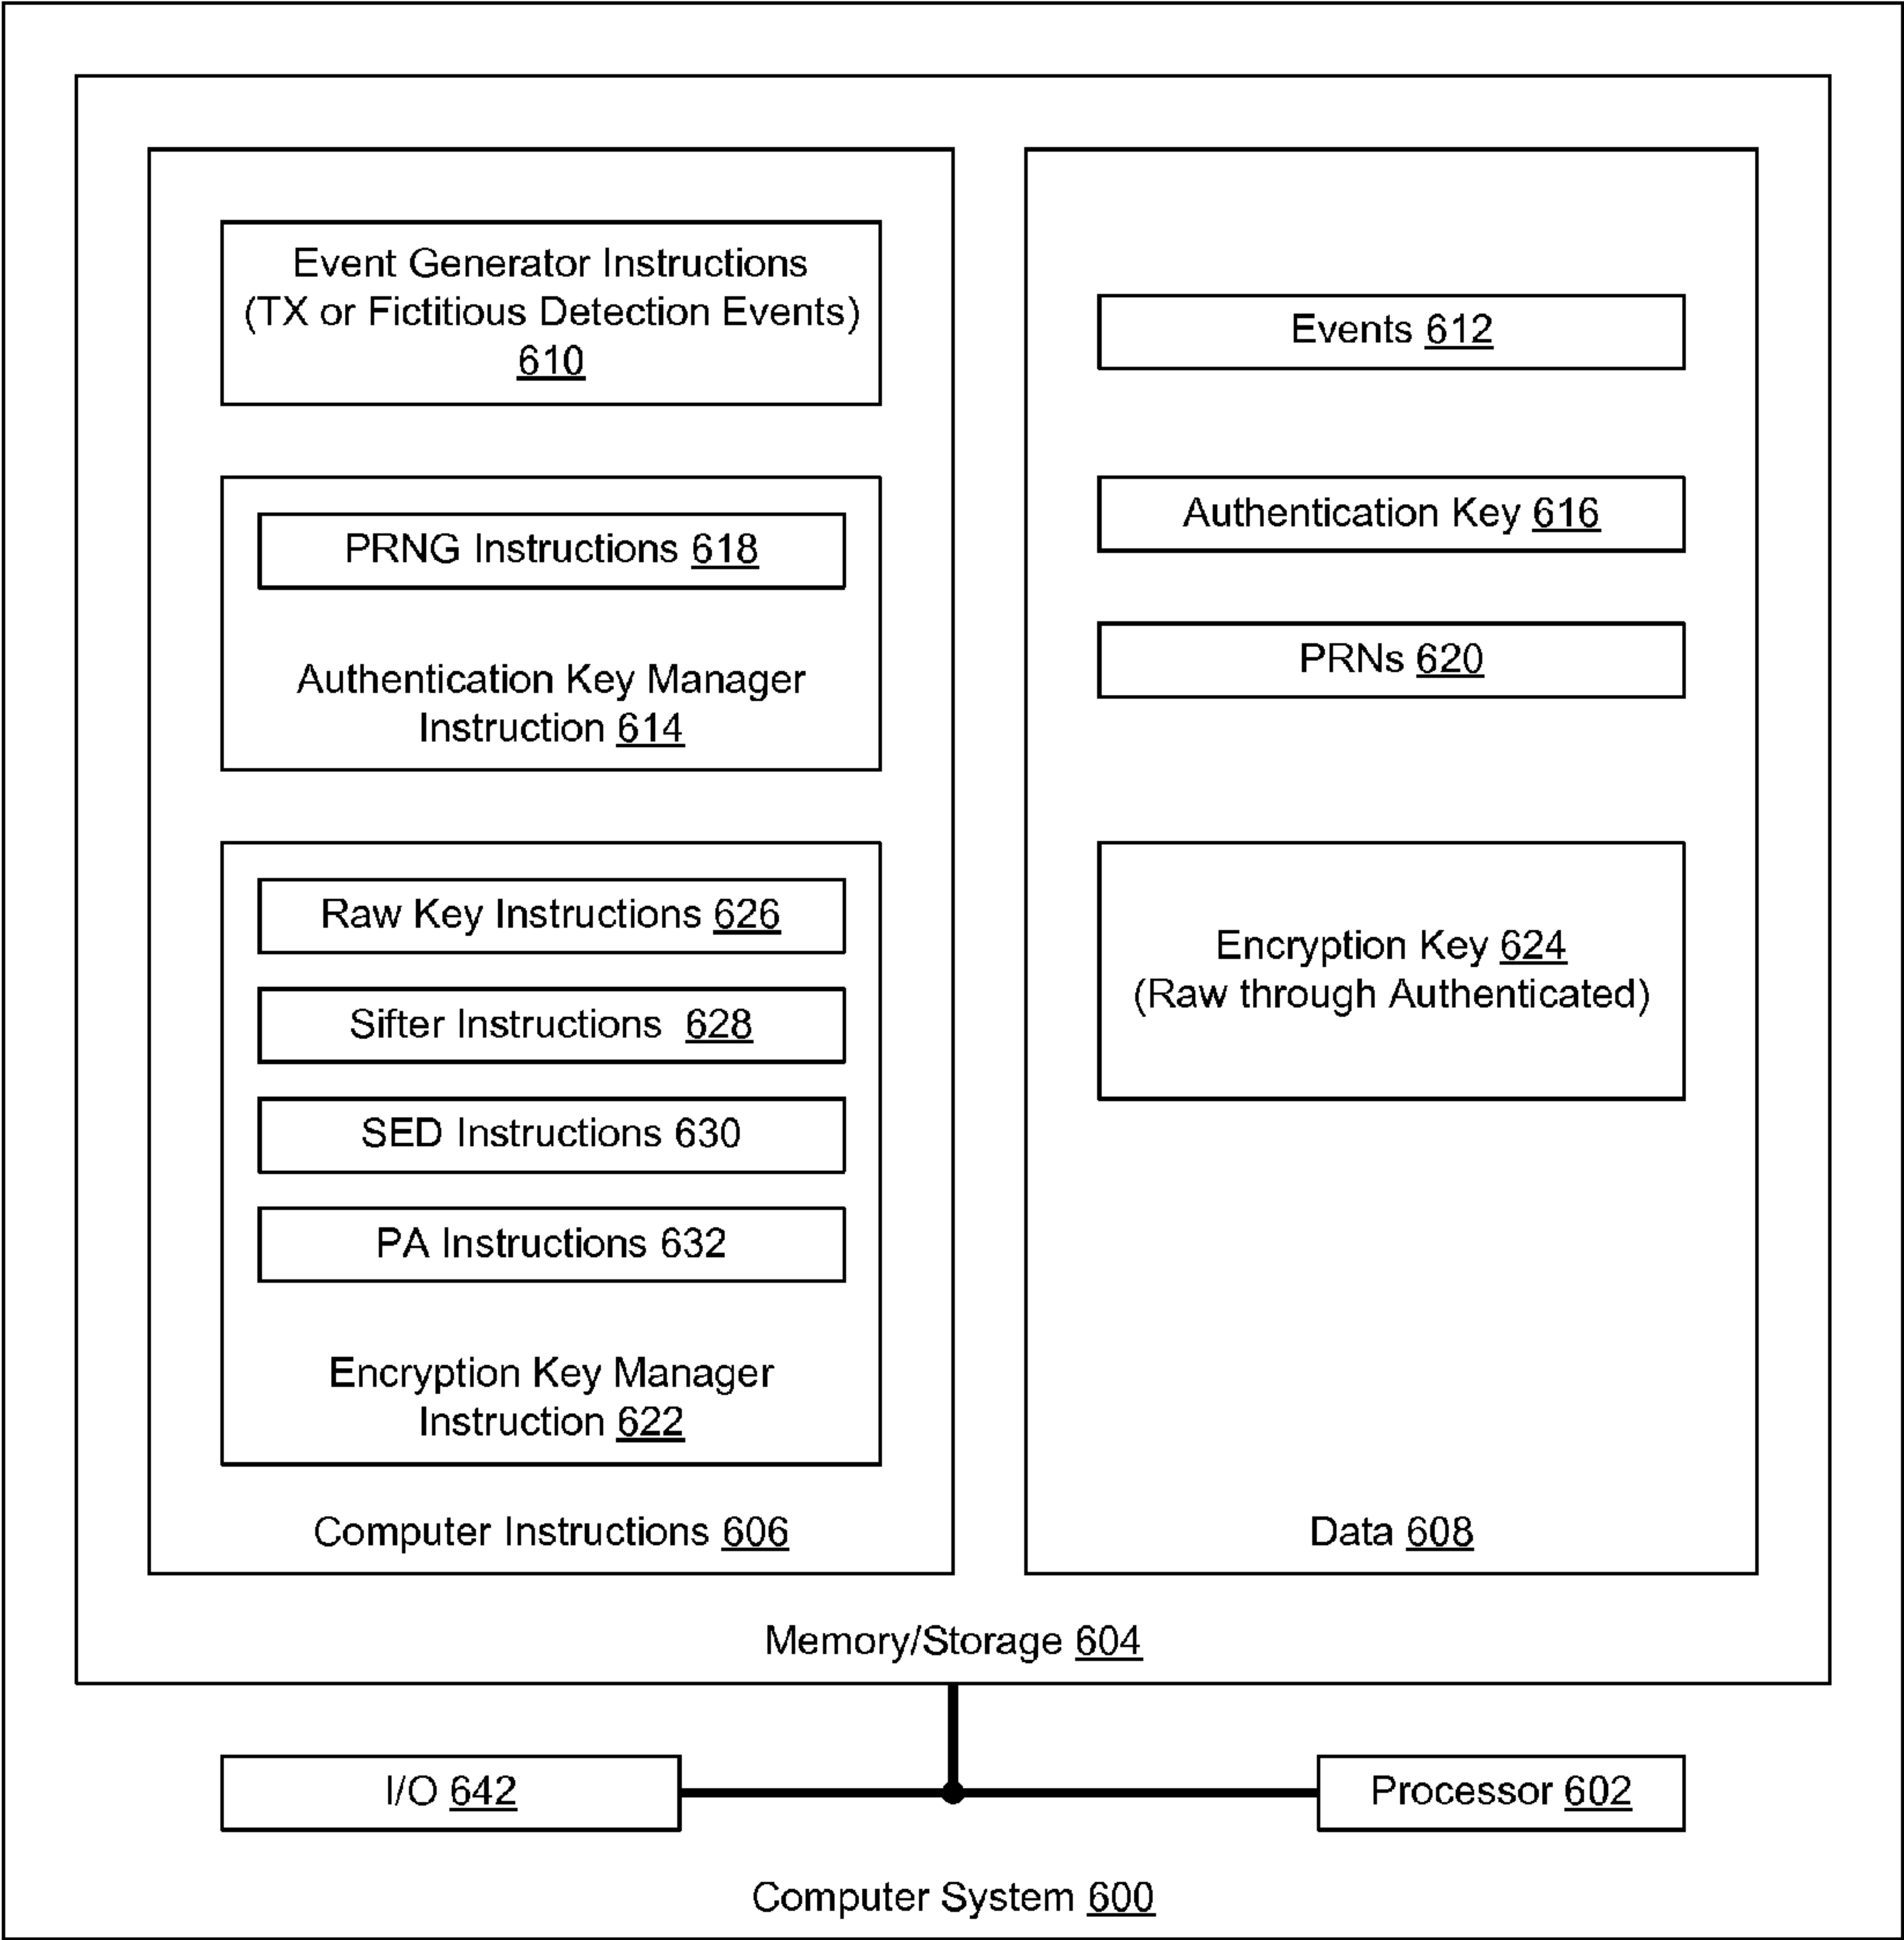 Event Generator Instructions
(TX or Fictitious Detection Events)
610
PRNG Instructions 618
Authentication Key Manager
Instruction 614
Raw Key Instructions 626
Sifter Instructions 628
SED Instructions 630
PA Instructions 632
Encryption Key Manager
Instruction 622
Computer Instructions 606
Events 612
Authentication Key 616
PRNs 620
Encryption Key 624
(Raw through Authenticated)
Data 608
Memory/Storage 604
I/O 642
Processor 602
Computer System 600